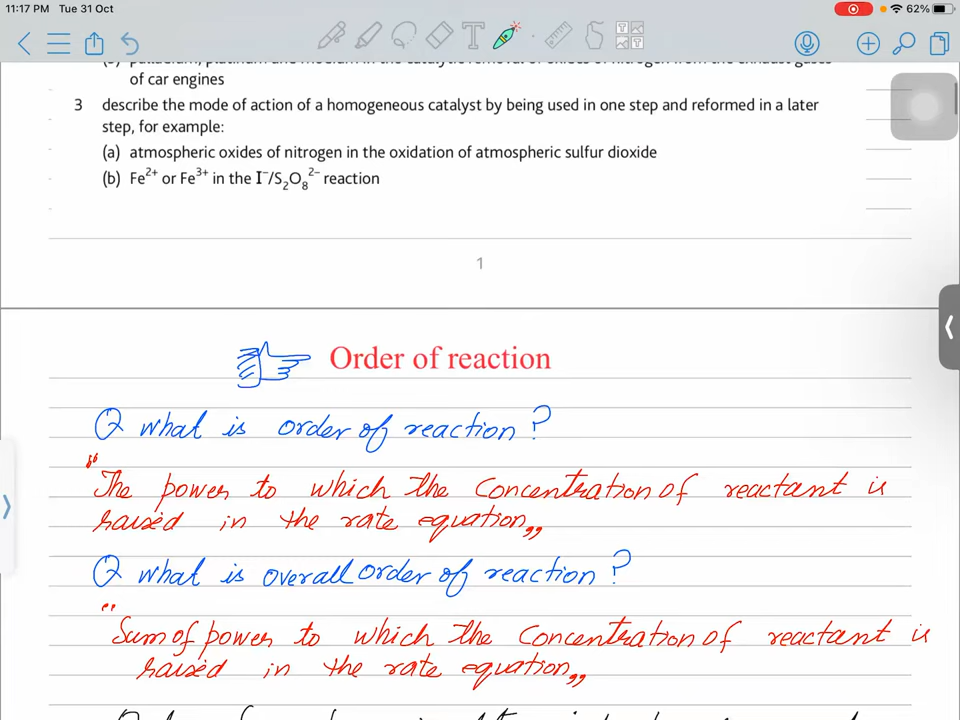 11:17 PM Tue 31 Oct
62%
of car engines
3 describe the mode of action of a homogeneous catalyst by being used in one step and reformed in a later
step, for example:
(a) atmospheric oxides of nitrogen in the oxidation of atmospheric sulfur dioxide
(b) Fe²⁺ or Fe³⁺ in the I⁻/S₂O₈²⁻ reaction
1
Order of reaction
Q what is order of reaction ?
"The power to which the concentration of reactant is
raised in the rate equation,,
Q what is overall order of reaction ?
"Sum of power to which the concentration of reactant is
raised in the rate equation,,